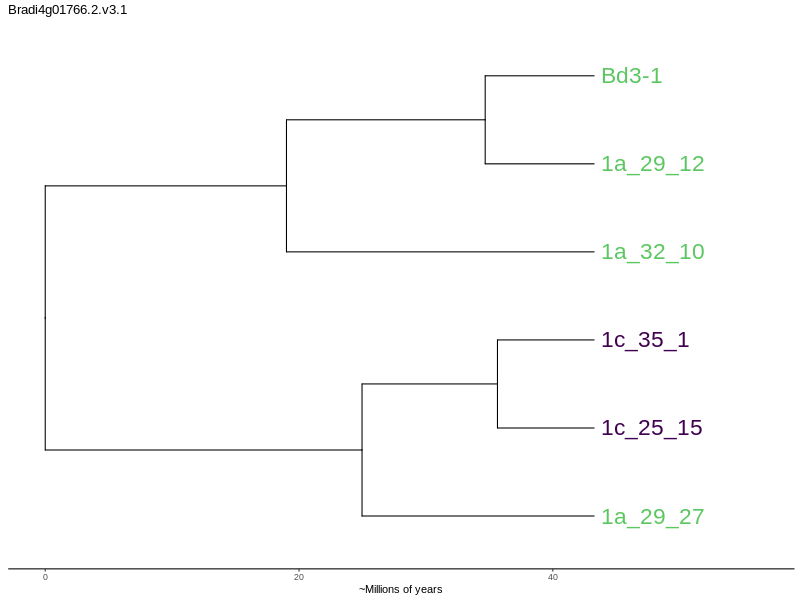 Bradi4g01766.2.v3.1
Bd3-1
1a_29_12
1a_32_10
1c_35_1
1c_25_15
1a_29_27
0 20 40
~Millions of years